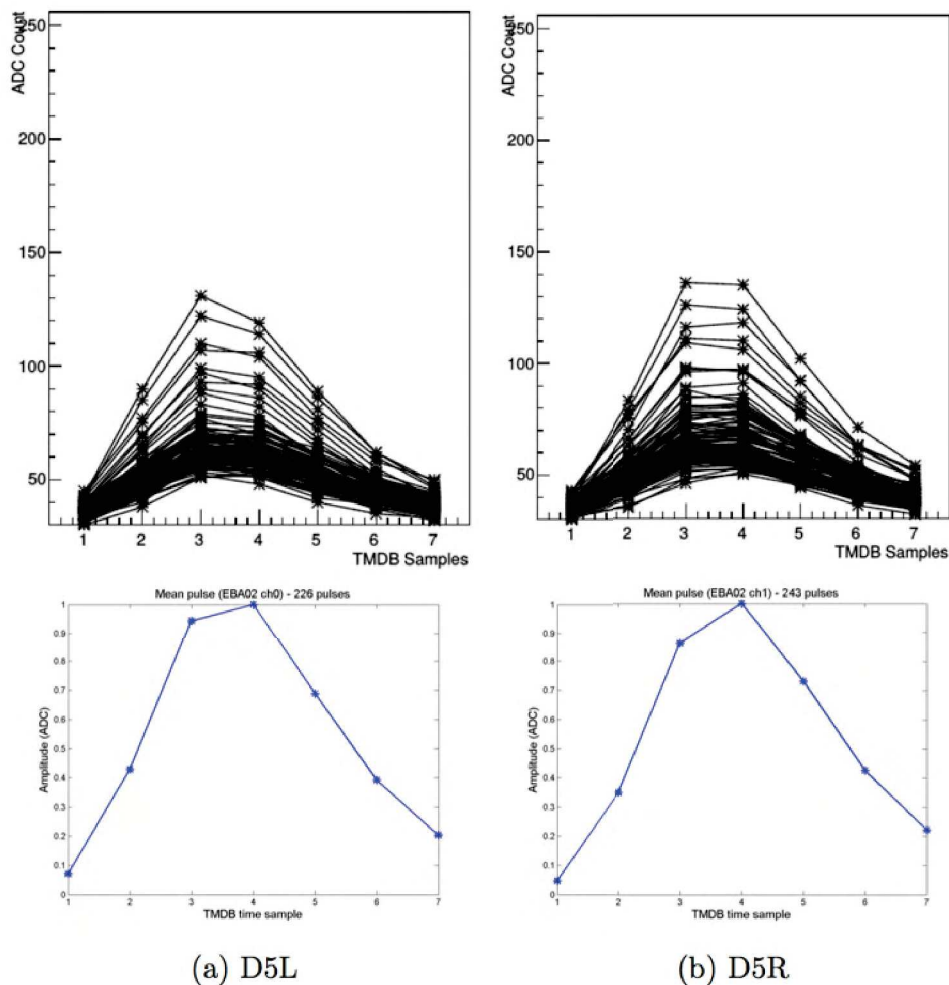 ADC Count
250
200
150
100
50
1 2 3 4 5 6 7
TMDB Samples
ADC Count
250
200
150
100
50
1 2 3 4 5 6 7
TMDB Samples
Mean pulse (EBA02 ch0) - 226 pulses
Amplitude (ADC)
1
0.9
0.8
0.7
0.6
0.5
0.4
0.3
0.2
0.1
0
1 2 3 4 5 6 7
TMDB time sample
Mean pulse (EBA02 ch1) - 243 pulses
Amplitude (ADC)
1
0.9
0.8
0.7
0.6
0.5
0.4
0.3
0.2
0.1
0
1 2 3 4 5 6 7
TMDB time sample
(a) D5L
(b) D5R